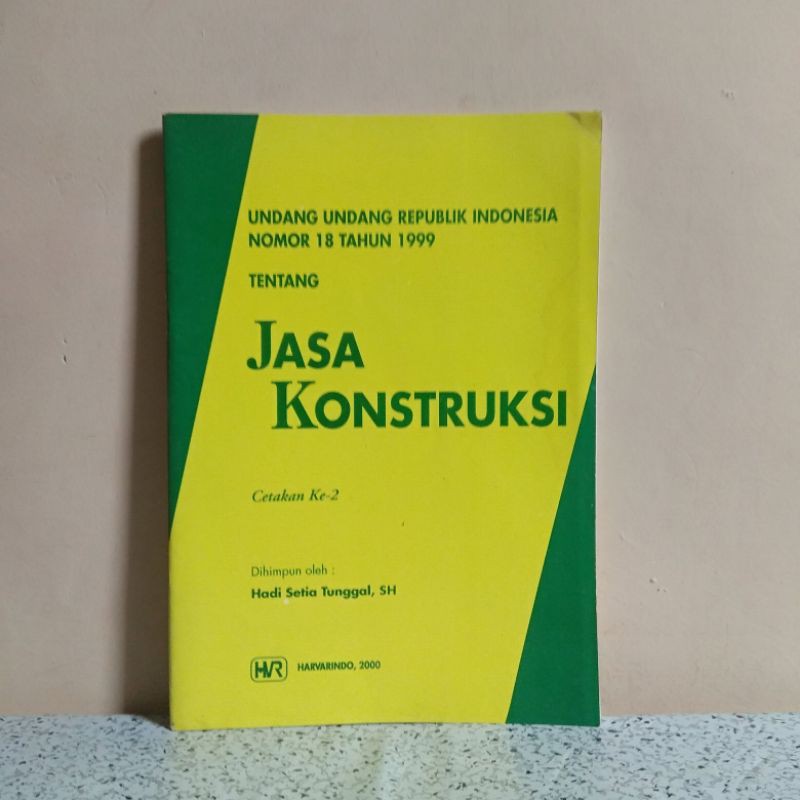 UNDANG UNDANG REPUBLIK INDONESIA
NOMOR 18 TAHUN 1999
TENTANG
JASA
KONSTRUKSI
Cetakan Ke-2
Dihimpun oleh :
Hadi Setia Tunggal, SH
HVR HARVARINDO, 2000